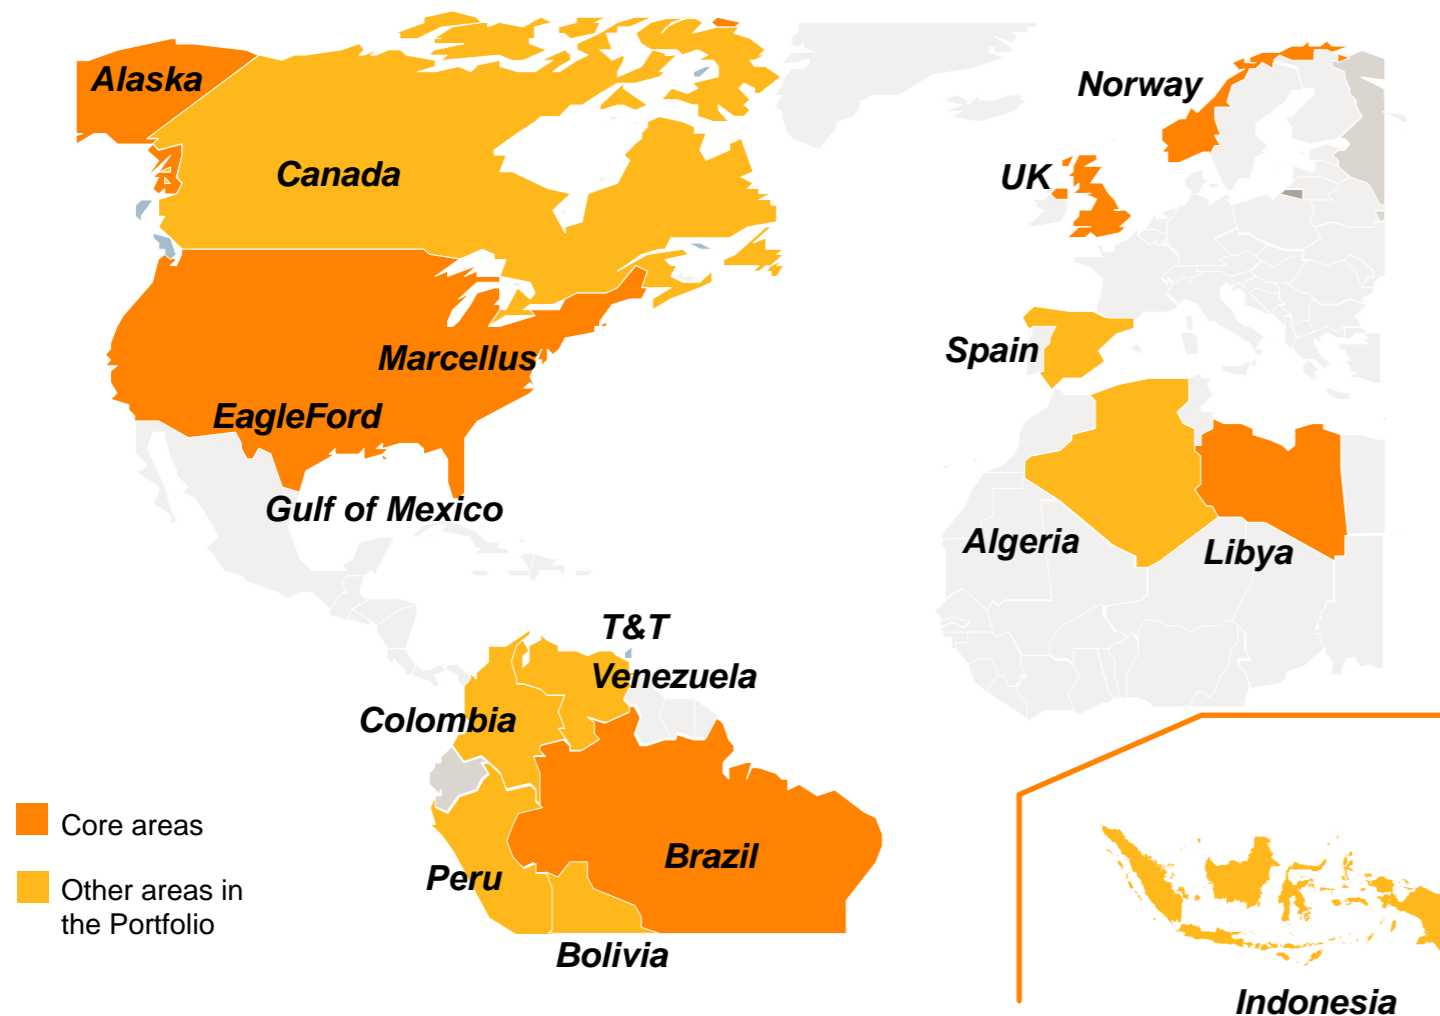 Alaska
Norway
Canada
UK
Spain
Marcellus
EagleFord
Gulf of Mexico
Algeria
Libya
T&T
Venezuela
Colombia
Core areas
Brazil
Peru
Other areas in
the Portfolio
Bolivia
Indonesia